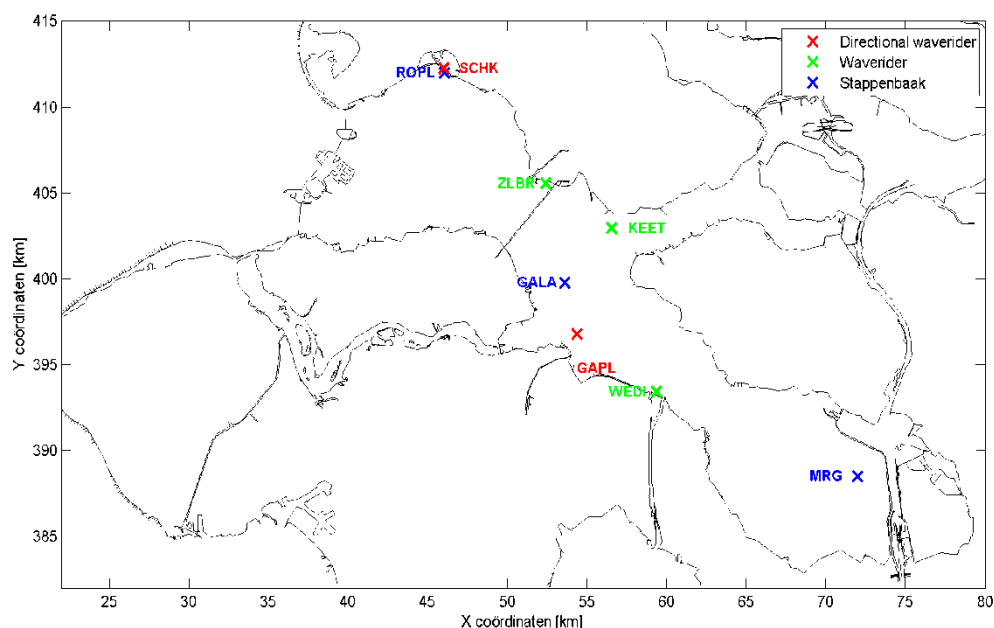 415
410
405
400
395
390
385
Y coördinaten [km]
Directional waverider
Waverider
Stappenbaak
ROPL
SCHK
ZLBR
KEET
GALA
GAPL
WEDI
MRG
25 30 35 40 45 50 55 60 65 70 75 80
X coördinaten [km]